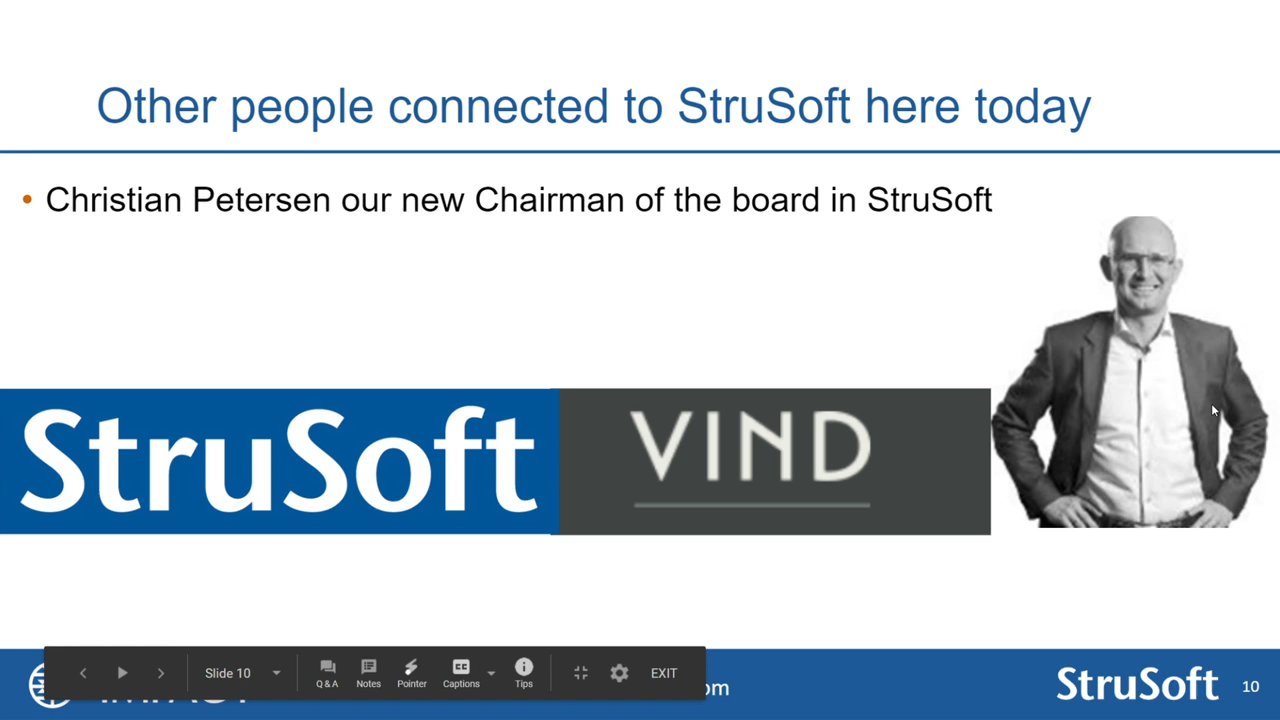 Other people connected to StruSoft here today
• Christian Petersen our new Chairman of the board in StruSoft
StruSoft
VIND
Slide 10
Q & A
Notes
Pointer
Captions
Tips
EXIT
om
StruSoft
10